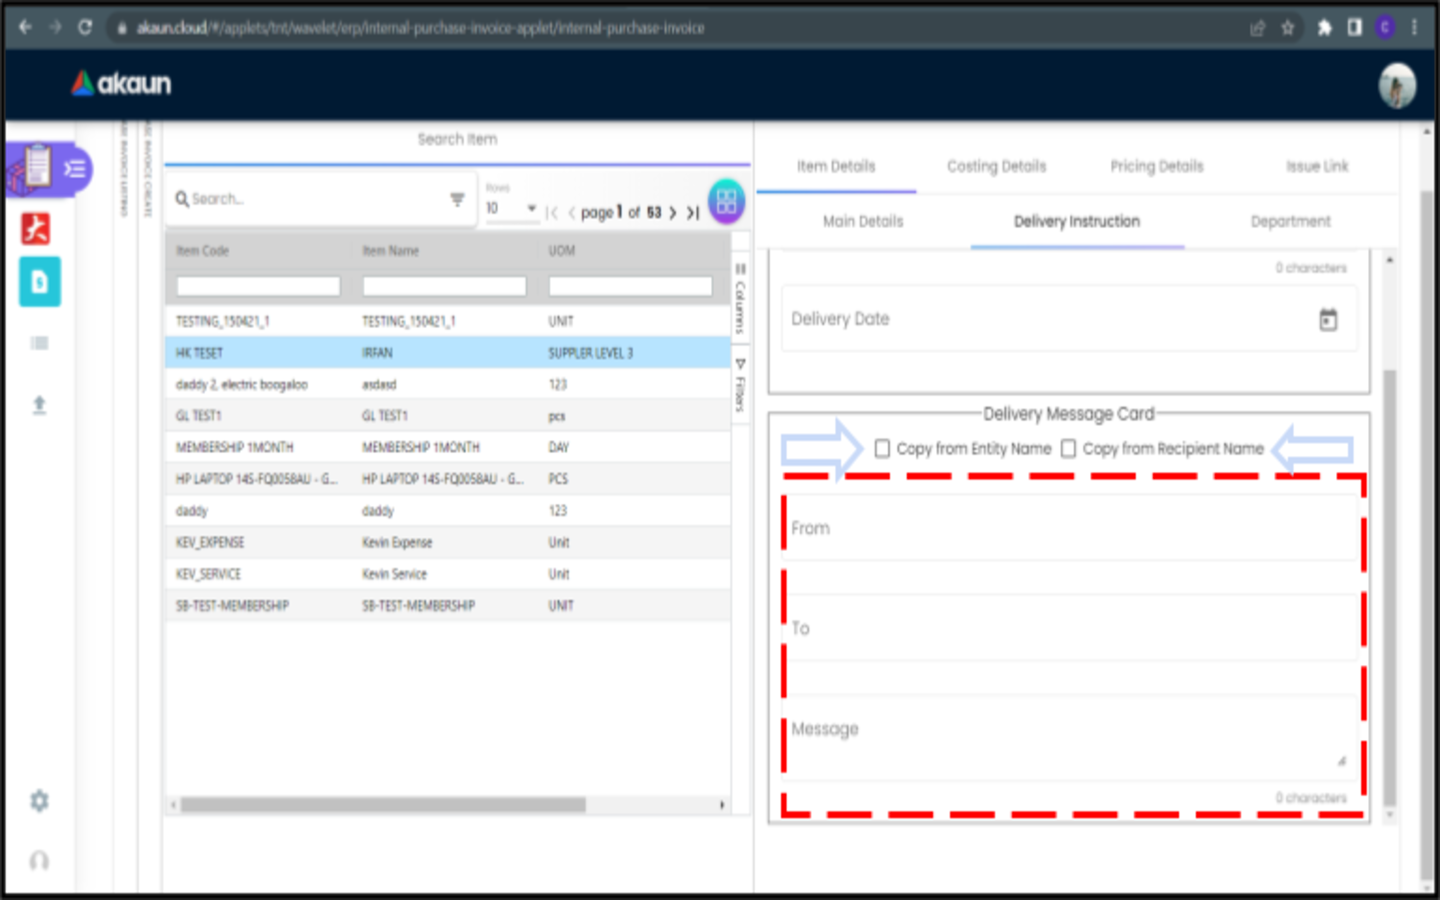 akaun.cloud/#/applets/tnt/wavelet/erp/internal-purchase-invoice-applet/internal-purchase-invoice
C
akaun
Search Item
Search...
Rows
10
page 1 of 53
Item Code Item Name UOM
TESTING_150421_1 TESTING_150421_1 UNIT
HK TESET IRFAN SUPPLER LEVEL 3
daddy 2, electric boogaloo asdasd 123
GL TEST1 GL TEST1 pcs
MEMBERSHIP 1MONTH MEMBERSHIP 1MONTH DAY
HP LAPTOP 14S-FQ0058AU - G... HP LAPTOP 14S-FQ0058AU - G... PCS
daddy daddy 123
KEV_EXPENSE Kevin Expense Unit
KEV_SERVICE Kevin Service Unit
SB-TEST-MEMBERSHIP SB-TEST-MEMBERSHIP UNIT
Columns
Filters
Item Details Costing Details Pricing Details Issue Link
Main Details Delivery Instruction Department
0 characters
Delivery Date
Delivery Message Card
Copy from Entity Name Copy from Recipient Name
From
To
Message
0 characters